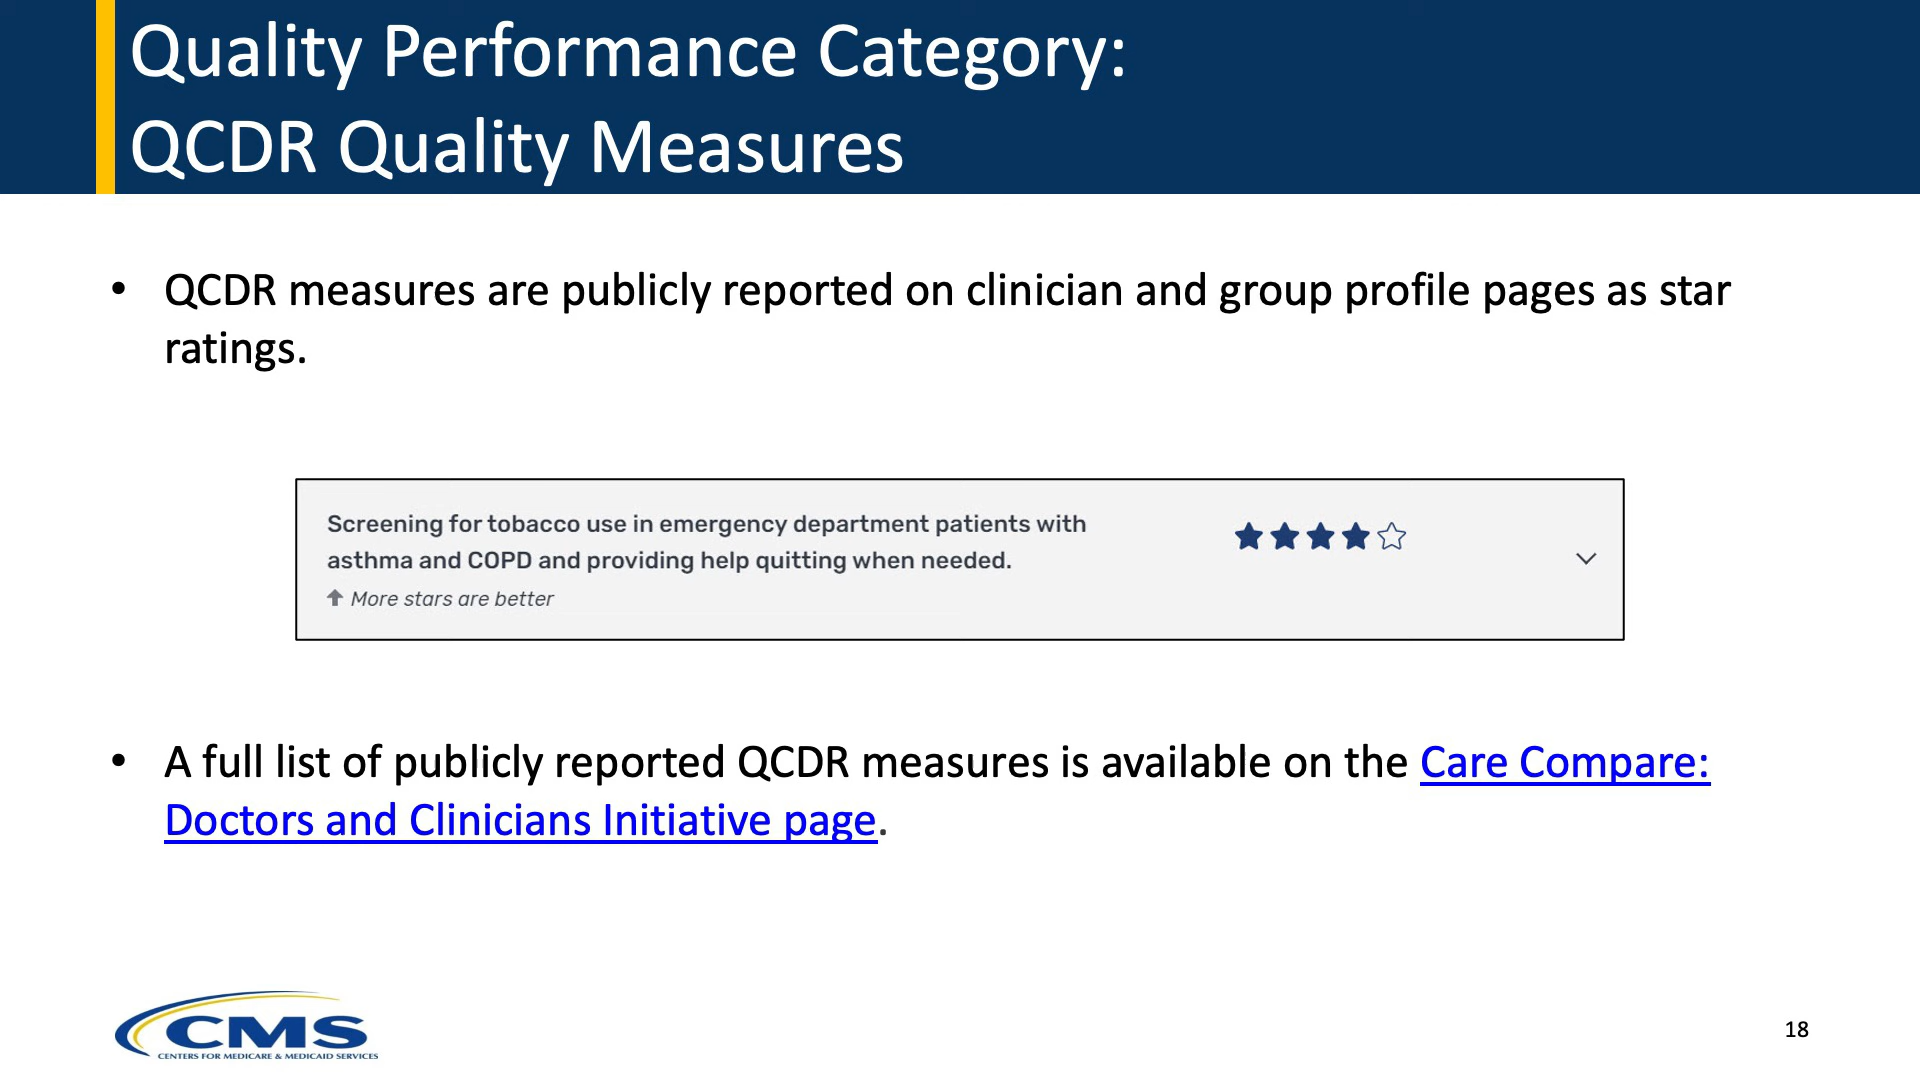 Quality Performance Category:
QCDR Quality Measures
• QCDR measures are publicly reported on clinician and group profile pages as star
ratings.
Screening for tobacco use in emergency department patients with
asthma and COPD and providing help quitting when needed.
More stars are better
• A full list of publicly reported QCDR measures is available on the Care Compare:
Doctors and Clinicians Initiative page.
CMS
CENTERS FOR MEDICARE & MEDICAID SERVICES
18